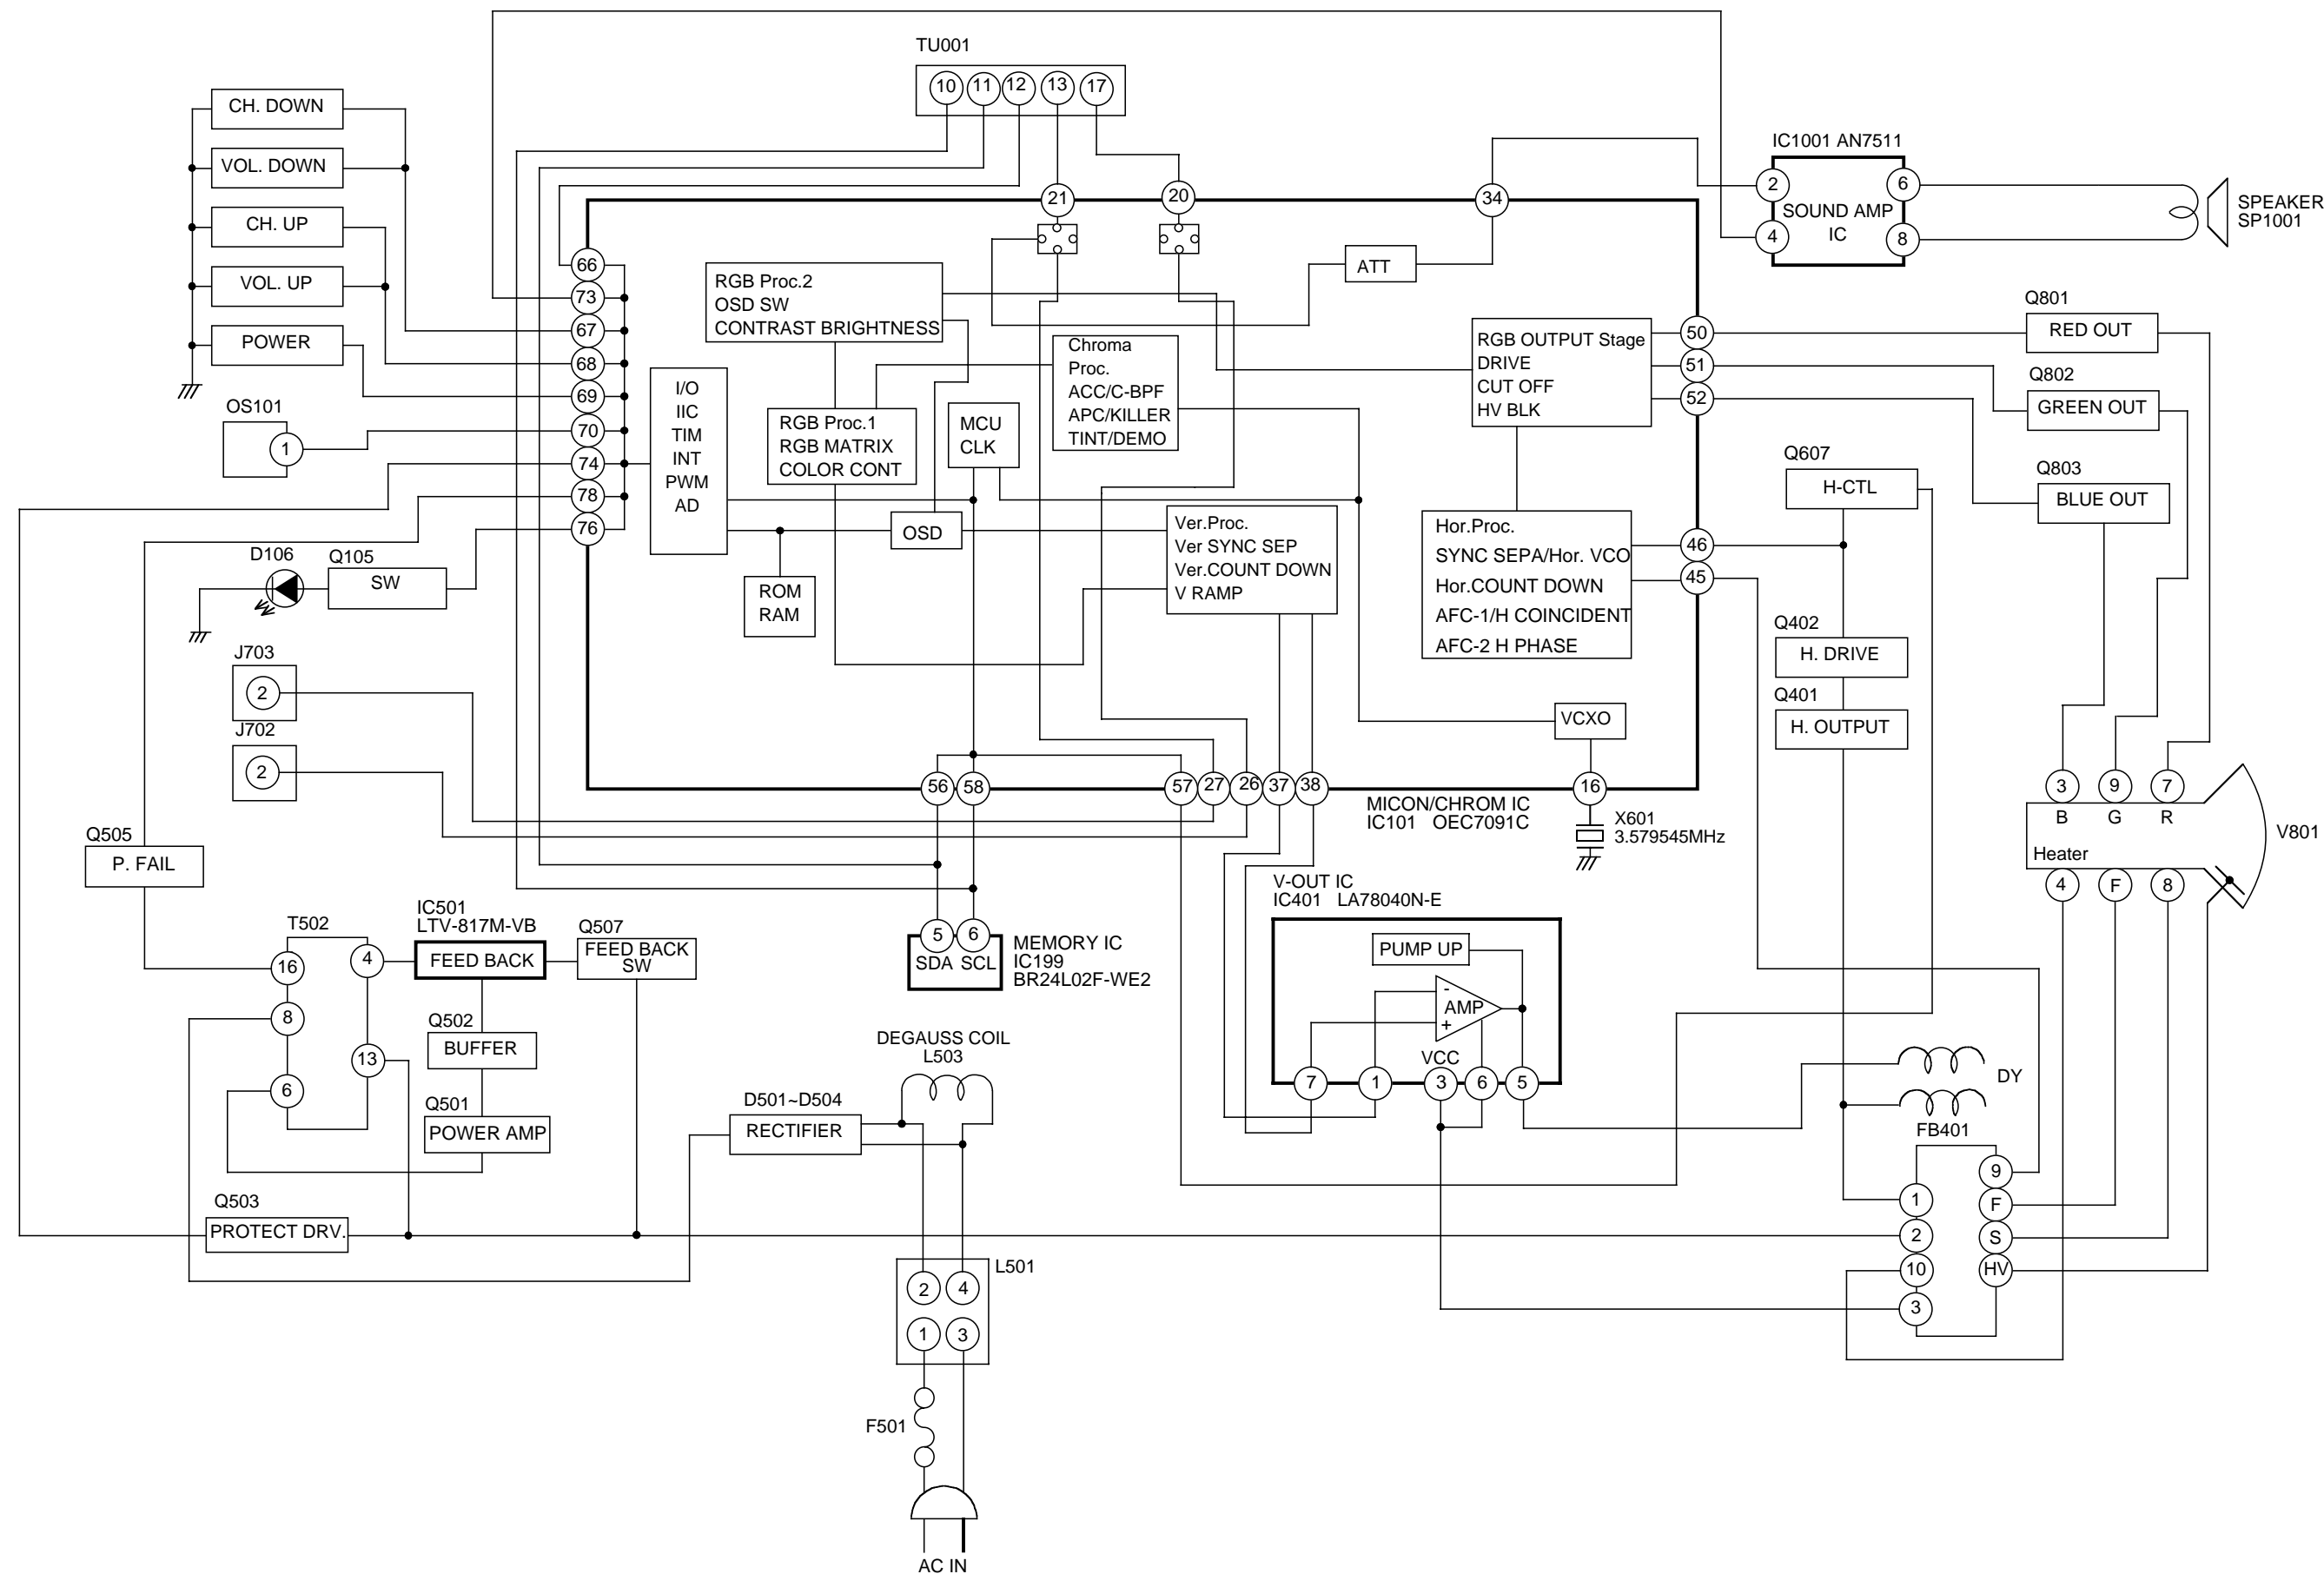 TU001
10 11 12 13 17
CH. DOWN
VOL. DOWN
CH. UP
VOL. UP
POWER
OS101
1
D106
Q105
SW
J703
2
J702
2
66
73
67
68
69
70
74
78
76
21
20
34
I/O
IIC
TIM
INT
PWM
AD
RGB Proc.2
OSD SW
CONTRAST BRIGHTNESS
RGB Proc.1
RGB MATRIX
COLOR CONT
MCU
CLK
Chroma
Proc.
ACC/C-BPF
APC/KILLER
TINT/DEMO
ATT
OSD
ROM
RAM
Ver.Proc.
Ver SYNC SEP
Ver.COUNT DOWN
V RAMP
RGB OUTPUT Stage
DRIVE
CUT OFF
HV BLK
Hor.Proc.
SYNC SEPA/Hor. VCO
Hor.COUNT DOWN
AFC-1/H COINCIDENT
AFC-2 H PHASE
VCXO
50
51
52
46
45
56 58 57 27 26 37 38 16
MICON/CHROM IC
IC101 OEC7091C
X601
3.579545MHz
IC1001 AN7511
2 6
SOUND AMP
IC
4 8
SPEAKER
SP1001
Q801
RED OUT
Q802
GREEN OUT
Q803
BLUE OUT
Q607
H-CTL
Q402
H. DRIVE
Q401
H. OUTPUT
3 9 7
B G R
Heater
4 F 8
V801
Q505
P. FAIL
T502
16
8
6
4
13
IC501
LTV-817M-VB
FEED BACK
Q507
FEED BACK
SW
Q502
BUFFER
Q501
POWER AMP
Q503
PROTECT DRV.
5 6
SDA SCL
MEMORY IC
IC199
BR24L02F-WE2
DEGAUSS COIL
L503
D501~D504
RECTIFIER
V-OUT IC
IC401 LA78040N-E
PUMP UP
-
AMP
+
VCC
7 1 3 6 5
DY
FB401
9
1
F
2
S
10
HV
3
L501
2 4
1 3
F501
AC IN